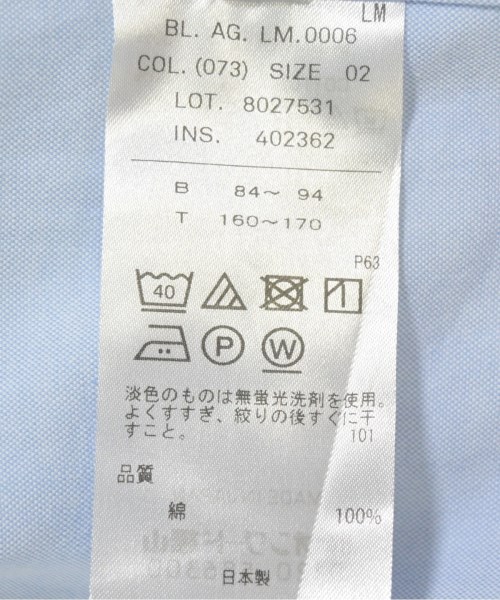 LM
BL. AG. LM.0006
COL.(073) SIZE 02
LOT. 8027531
INS. 402362
B 84～ 94
T 160～170
P63
40
P
W
淡色のものは無蛍光洗剤を使用。
よくすすぎ、絞りの後すぐに干
すこと。 101
品質
綿 100%
日本製